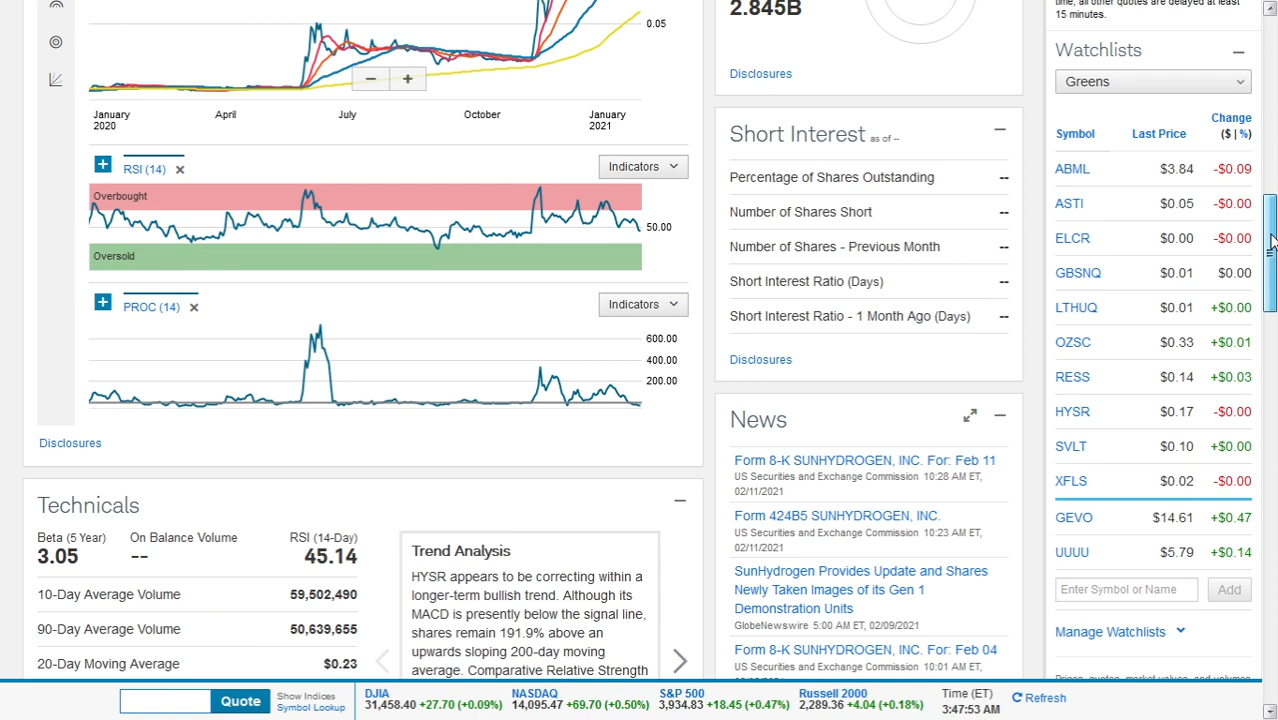 0.05
January
2020
April
July
October
January
2021
RSI (14)
Indicators
Overbought
50.00
Oversold
PROC (14)
Indicators
600.00
400.00
200.00
Disclosures
Technicals
Beta (5 Year)
3.05
On Balance Volume
--
RSI (14-Day)
45.14
10-Day Average Volume 59,502,490
90-Day Average Volume 50,639,655
20-Day Moving Average $0.23
Trend Analysis
HYSR appears to be correcting within a
longer-term bullish trend. Although its
MACD is presently below the signal line,
shares remain 191.9% above an
upwards sloping 200-day moving
average. Comparative Relative Strength
2.845B
Disclosures
Short Interest as of --
Percentage of Shares Outstanding --
Number of Shares Short --
Number of Shares - Previous Month --
Short Interest Ratio (Days) --
Short Interest Ratio - 1 Month Ago (Days) --
Disclosures
News
Form 8-K SUNHYDROGEN, INC. For: Feb 11
US Securities and Exchange Commission 10:28 AM ET,
02/11/2021
Form 424B5 SUNHYDROGEN, INC.
US Securities and Exchange Commission 10:23 AM ET,
02/11/2021
SunHydrogen Provides Update and Shares
Newly Taken Images of its Gen 1
Demonstration Units
GlobeNewswire 5:00 AM ET, 02/09/2021
Form 8-K SUNHYDROGEN, INC. For: Feb 04
US Securities and Exchange Commission 10:01 AM ET,
time, all other quotes are delayed at least
15 minutes.
Watchlists
Greens
Symbol Last Price Change
($ | %)
ABML $3.84 -$0.09
ASTI $0.05 -$0.00
ELCR $0.00 -$0.00
GBSNQ $0.01 $0.00
LTHUQ $0.01 +$0.00
OZSC $0.33 +$0.01
RESS $0.14 +$0.03
HYSR $0.17 -$0.00
SVLT $0.10 +$0.00
XFLS $0.02 -$0.00
GEVO $14.61 +$0.47
UUUU $5.79 +$0.14
Enter Symbol or Name Add
Manage Watchlists
Quote
Show Indices
Symbol Lookup
DJIA
31,458.40 +27.70 (+0.09%)
NASDAQ
14,095.47 +69.70 (+0.50%)
S&P 500
3,934.83 +18.45 (+0.47%)
Russell 2000
2,289.36 +4.04 (+0.18%)
Time (ET)
3:47:53 AM
Refresh